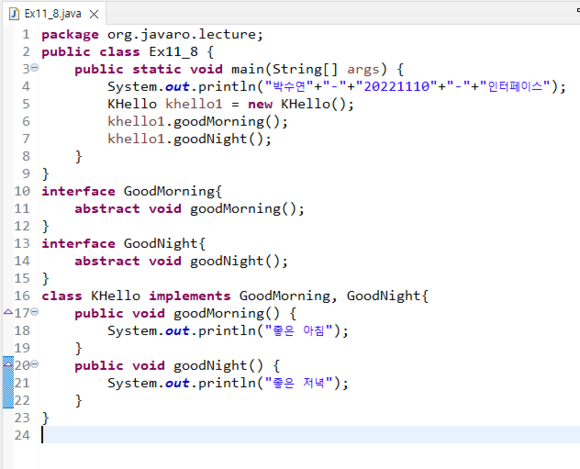 Ex11_8.java
1 package org.javaro.lecture;
2 public class Ex11_8 {
3     public static void main(String[] args) {
4         System.out.println("박수연"+"-"+"20221110"+"-"+"인터페이스");
5         KHello khello1 = new KHello();
6         khello1.goodMorning();
7         khello1.goodNight();
8     }
9 }
10 interface GoodMorning{
11     abstract void goodMorning();
12 }
13 interface GoodNight{
14     abstract void goodNight();
15 }
16 class KHello implements GoodMorning, GoodNight{
17     public void goodMorning() {
18         System.out.println("좋은 아침");
19     }
20     public void goodNight() {
21         System.out.println("좋은 저녁");
22     }
23 }
24